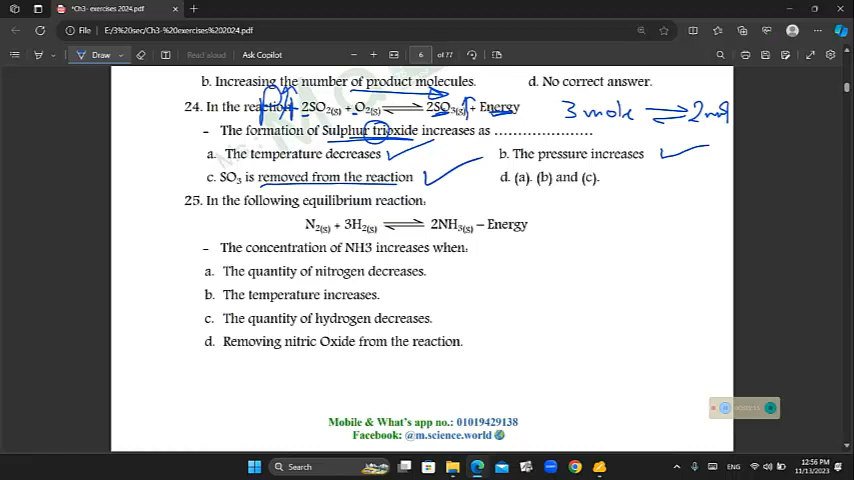 *Ch3- exercises 2024.pdf
File E:/3%20sec/Ch3-%20exercises%202024.pdf
Draw Read aloud Ask Copilot 6 of 77
b. Increasing the number of product molecules. d. No correct answer.
24. In the reaction: 2SO2(s) + O2(s) ⇌ 2SO3(s) + Energy 3 mole ⇌ 2 mol
- The formation of Sulphur trioxide increases as ......................
a. The temperature decreases b. The pressure increases
c. SO3 is removed from the reaction d. (a). (b) and (c).
25. In the following equilibrium reaction:
N2(s) + 3H2(s) ⇌ 2NH3(s) – Energy
- The concentration of NH3 increases when:
a. The quantity of nitrogen decreases.
b. The temperature increases.
c. The quantity of hydrogen decreases.
d. Removing nitric Oxide from the reaction.
Mobile & What's app no.: 01019429138
Facebook: @m.science.world
Search
ENG 12:56 PM
11/13/2023